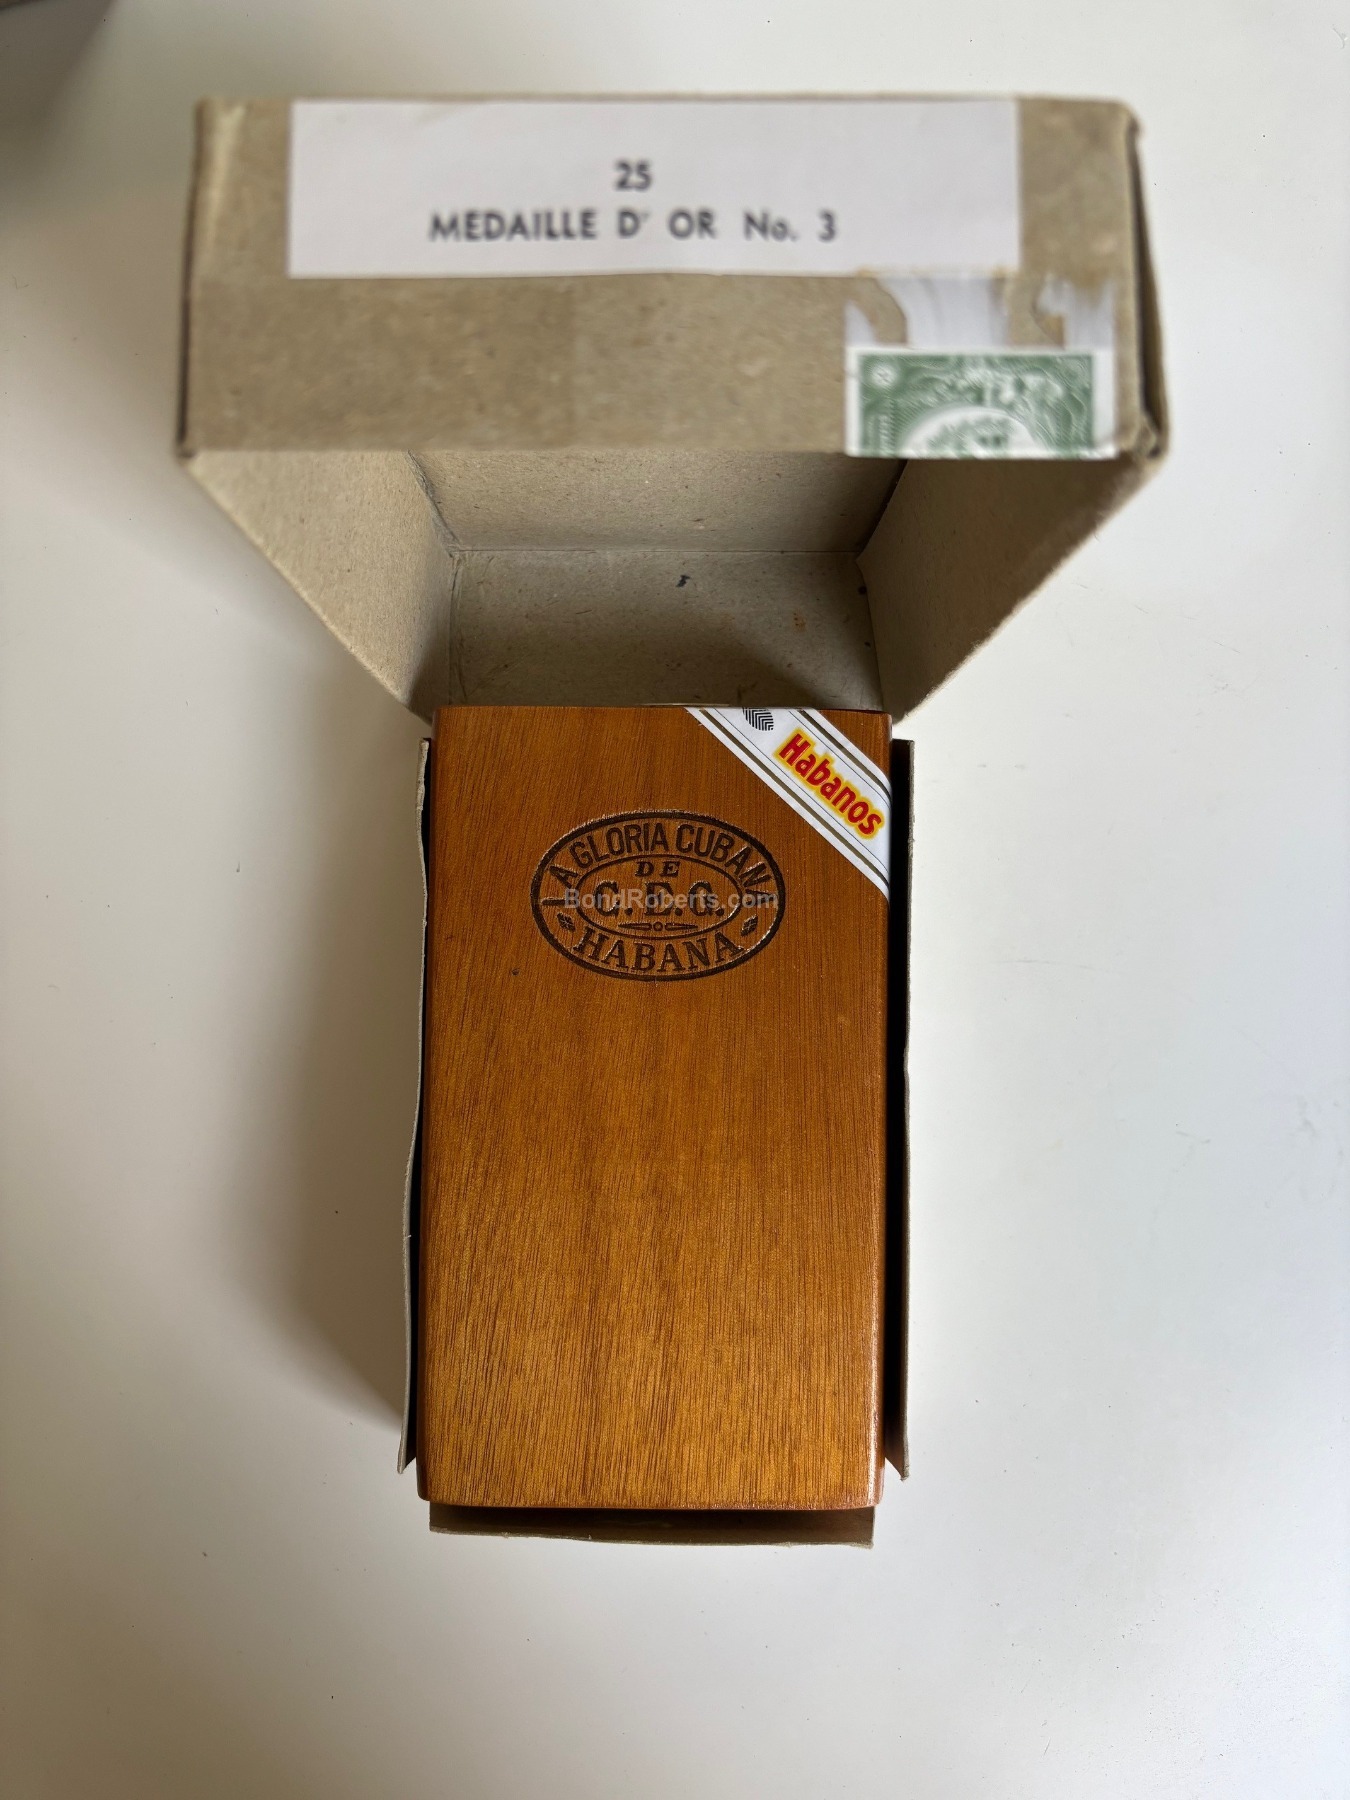 25
MEDAILLE D' OR No. 3
Habanos
LA GLORIA CUBANA
DE
C.E.C.
HABANA
BondRoberts.com